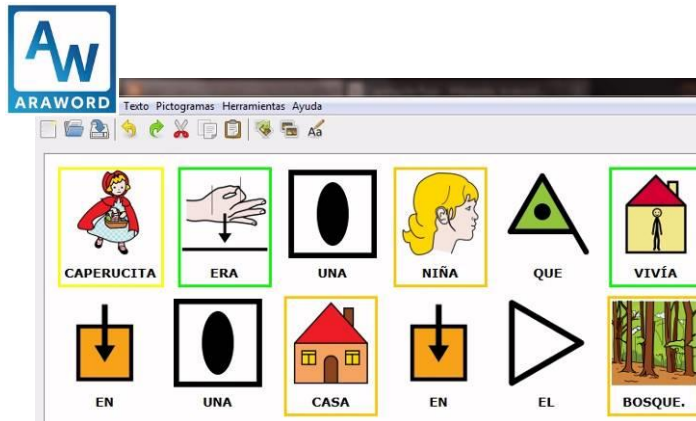 AW
ARAWORD
Texto Pictogramas Herramientas Ayuda
Aa
CAPERUCITA ERA UNA NIÑA QUE VIVÍA
EN UNA CASA EN EL BOSQUE.